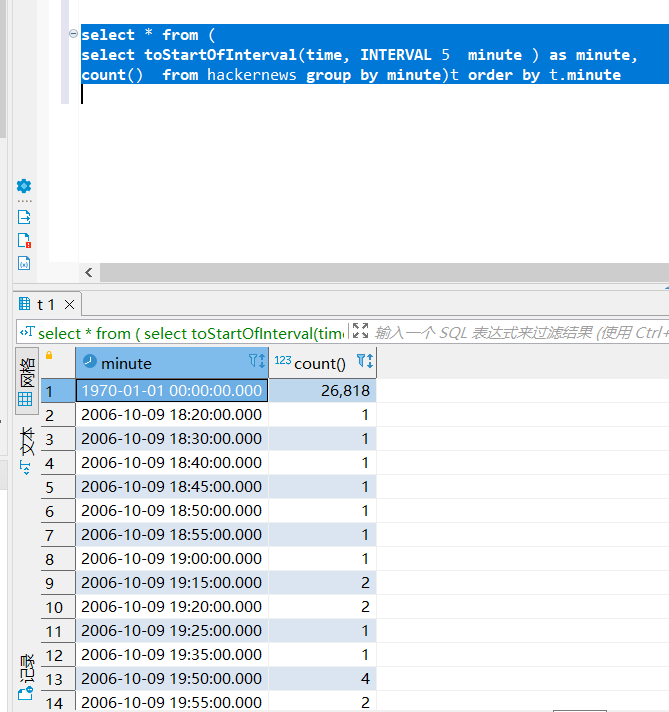 select * from (
select toStartOfInterval(time, INTERVAL 5  minute ) as minute,
count()  from hackernews group by minute)t order by t.minute
t 1
select * from ( select toStartOfInterval(time
输入一个 SQL 表达式来过滤结果 (使用 Ctrl+
网格
文本
记录
minute 123 count()
1 1970-01-01 00:00:00.000 26,818
2 2006-10-09 18:20:00.000 1
3 2006-10-09 18:30:00.000 1
4 2006-10-09 18:40:00.000 1
5 2006-10-09 18:45:00.000 1
6 2006-10-09 18:50:00.000 1
7 2006-10-09 18:55:00.000 1
8 2006-10-09 19:00:00.000 1
9 2006-10-09 19:15:00.000 2
10 2006-10-09 19:20:00.000 2
11 2006-10-09 19:25:00.000 1
12 2006-10-09 19:35:00.000 1
13 2006-10-09 19:50:00.000 4
14 2006-10-09 19:55:00.000 2